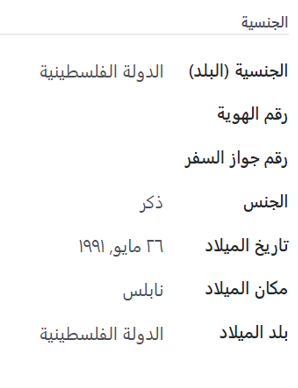 الجنسية
الجنسية (البلد) الدولة الفلسطينية
رقم الهوية
رقم جواز السفر
الجنس ذكر
تاريخ الميلاد ٢٦ مايو, ١٩٩١
مكان الميلاد نابلس
بلد الميلاد الدولة الفلسطينية